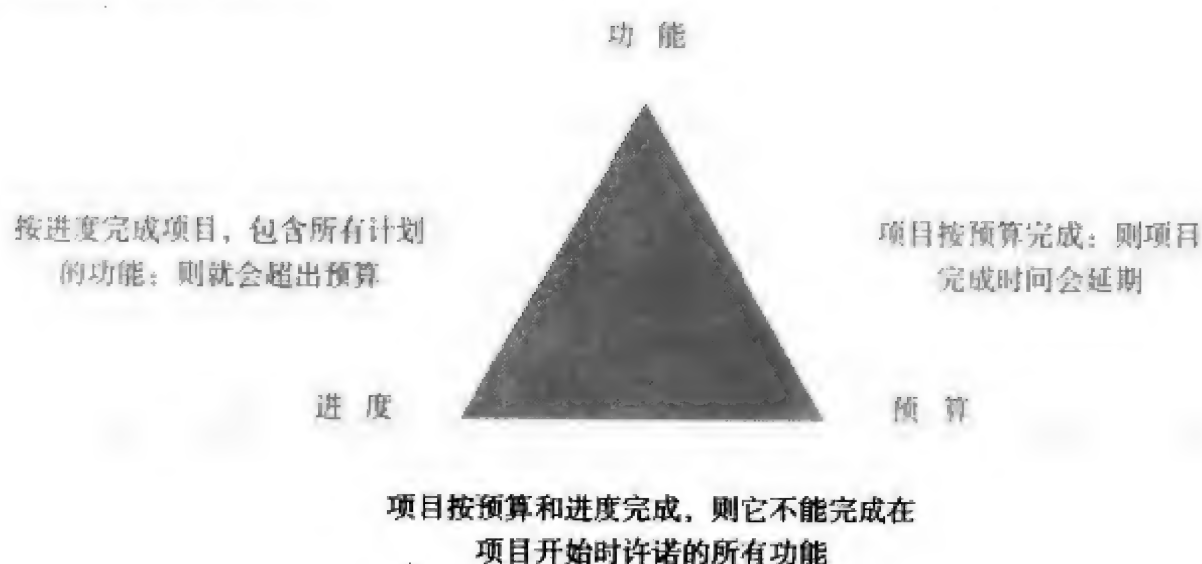 功 能
按进度完成项目，包含所有计划
的功能：则就会超出预算
项目按预算完成：则项目
完成时间会延期
进 度
预 算
项目按预算和进度完成，则它不能完成在
项目开始时许诺的所有功能